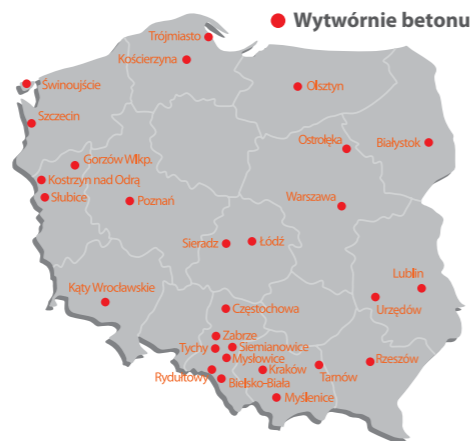 Wytwórnie betonu
Trójmiasto
Kościerzyna
Świnoujście
Olsztyn
Szczecin
Ostrołęka
Białystok
Gorzów Wlkp.
Kostrzyn nad Odrą
Słubice
Poznań
Warszawa
Sieradz
Łódź
Lublin
Kąty Wrocławskie
Urzędów
Częstochowa
Zabrze
Tychy
Siemianowice
Mysłowice
Rzeszów
Rydułtowy
Kraków
Tarnów
Bielsko-Biała
Myślenice